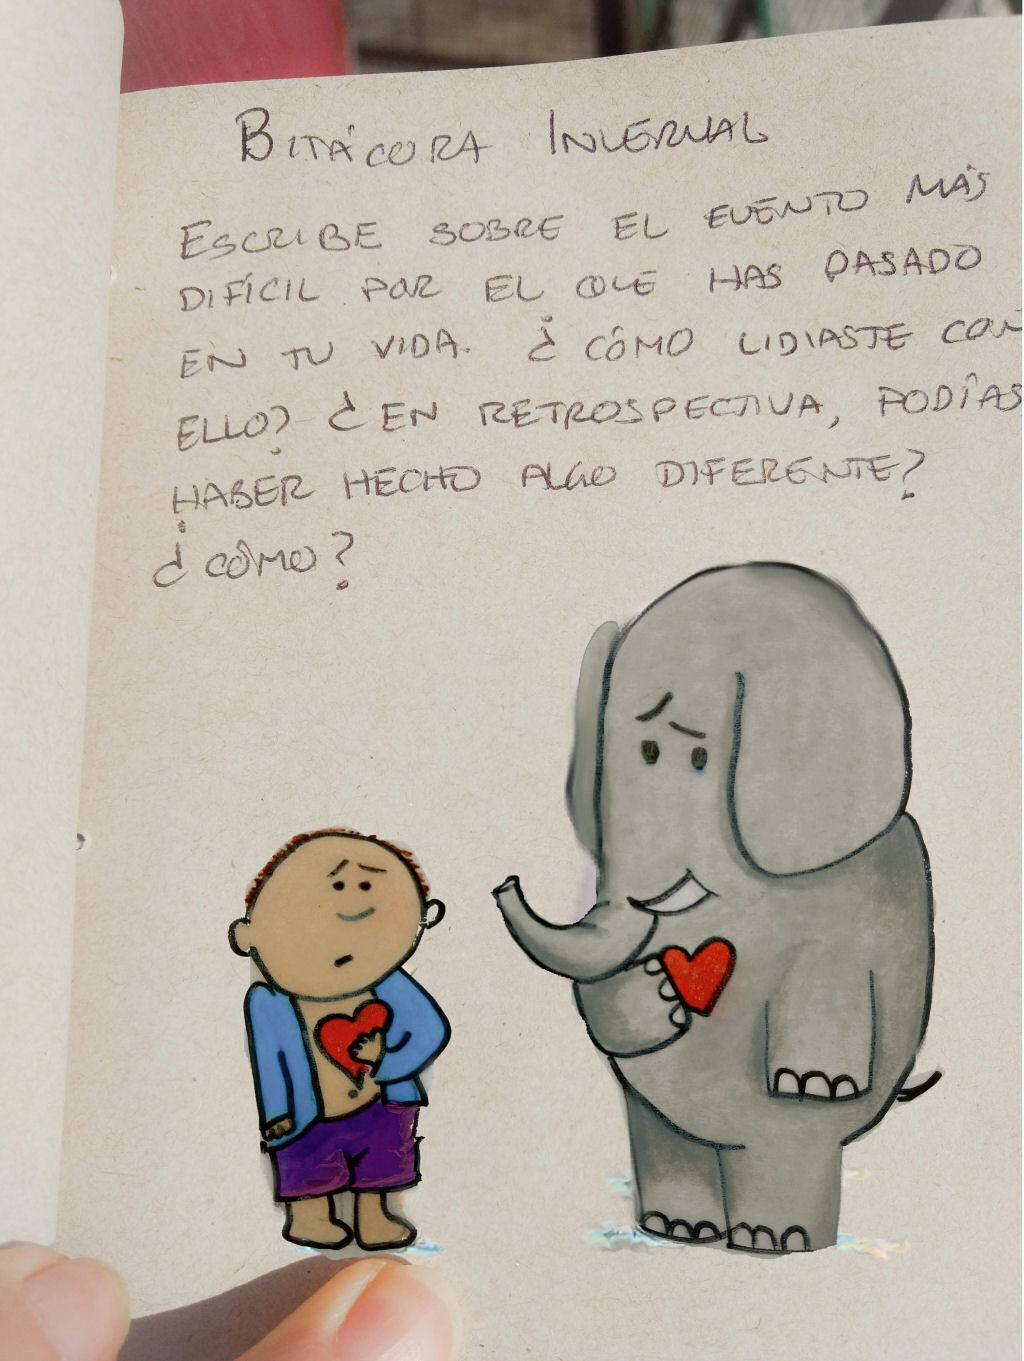 BITÁCORA INVERNAL
ESCRIBE SOBRE EL EVENTO MÁS
DIFÍCIL POR EL QUE HAS PASADO
EN TU VIDA. ¿CÓMO LIDIASTE CON
ELLO? ¿EN RETROSPECTIVA, PODÍAS
HABER HECHO ALGO DIFERENTE?
¿CÓMO?